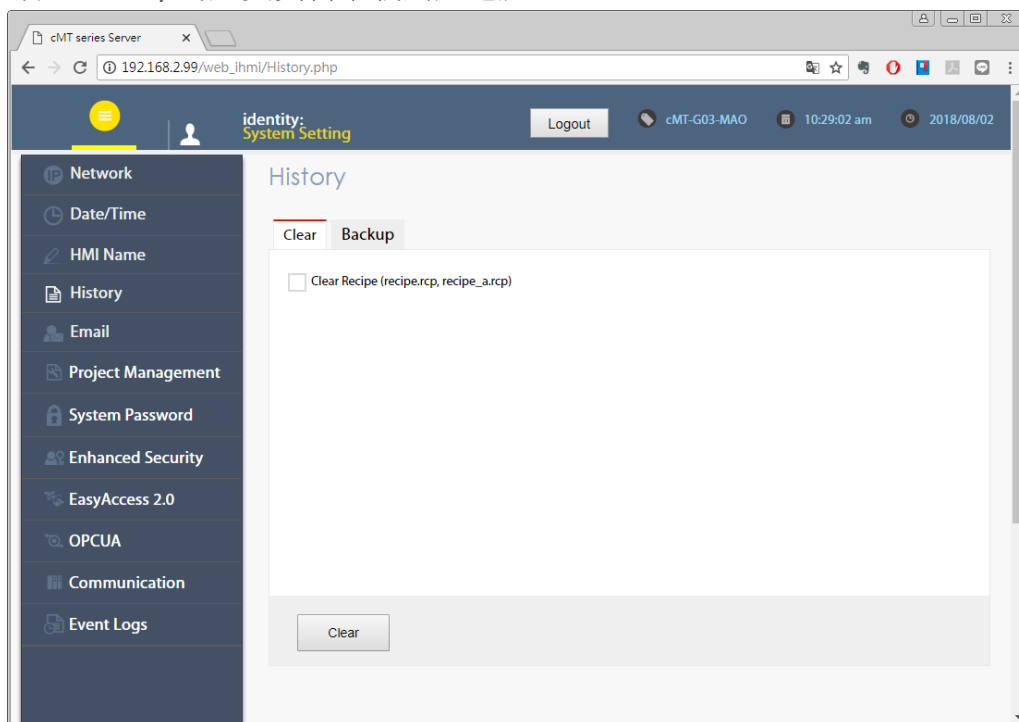 cMT series Server
192.168.2.99/web_ihmi/History.php
identity:
System Setting
Logout
cMT-G03-MAO
10:29:02 am
2018/08/02
Network
Date/Time
HMI Name
History
Email
Project Management
System Password
Enhanced Security
EasyAccess 2.0
OPCUA
Communication
Event Logs
History
Clear Backup
Clear Recipe (recipe.rcp, recipe_a.rcp)
Clear